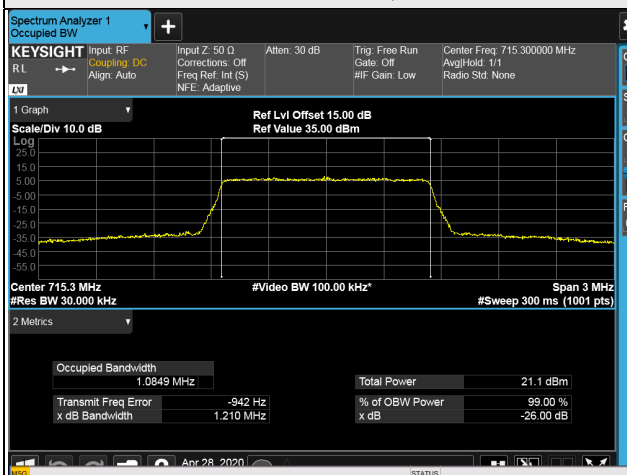 Spectrum Analyzer 1
Occupied BW
+
KEYSIGHT
RL
LXI
Input: RF
Coupling: DC
Align: Auto
Input Z: 50 Ω
Corrections: Off
Freq Ref: Int (S)
NFE: Adaptive
Atten: 30 dB
Trig: Free Run
Gate: Off
#IF Gain: Low
Center Freq: 715.300000 MHz
Avg|Hold: 1/1
Radio Std: None
1 Graph
Scale/Div 10.0 dB
Ref Lvl Offset 15.00 dB
Ref Value 35.00 dBm
Log
25.0
15.0
5.00
-5.00
-15.0
-25.0
-35.0
-45.0
-55.0
Center 715.3 MHz
#Video BW 100.00 kHz*
Span 3 MHz
#Res BW 30.000 kHz
#Sweep 300 ms (1001 pts)
2 Metrics
Occupied Bandwidth
1.0849 MHz
Total Power 21.1 dBm
Transmit Freq Error -942 Hz
% of OBW Power 99.00 %
x dB Bandwidth 1.210 MHz
x dB -26.00 dB
Apr 28, 2020
MSG
STATUS